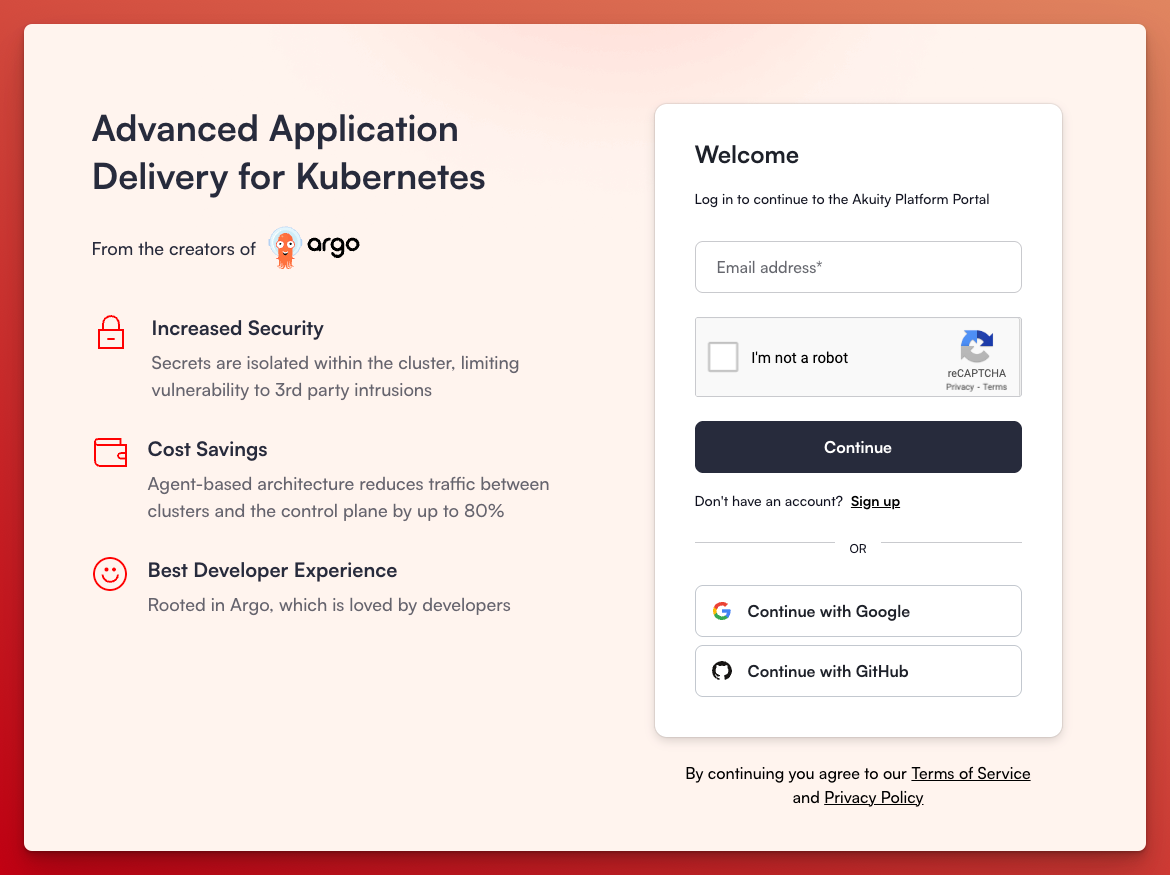 Advanced Application
Delivery for Kubernetes
From the creators of argo
Increased Security
Secrets are isolated within the cluster, limiting
vulnerability to 3rd party intrusions
Cost Savings
Agent-based architecture reduces traffic between
clusters and the control plane by up to 80%
Best Developer Experience
Rooted in Argo, which is loved by developers
Welcome
Log in to continue to the Akuity Platform Portal
Email address*
I'm not a robot
reCAPTCHA
Privacy - Terms
Continue
Don't have an account? Sign up
OR
Continue with Google
Continue with GitHub
By continuing you agree to our Terms of Service
and Privacy Policy